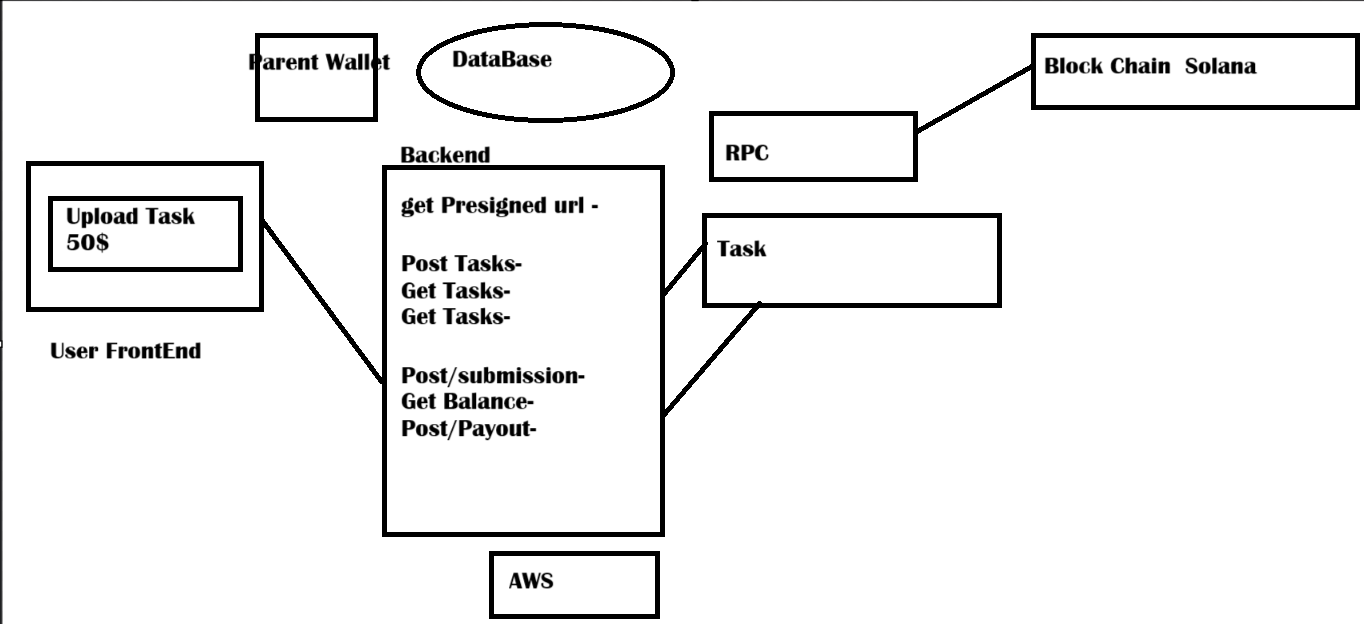 Parent Wallet
DataBase
Block Chain  Solana
RPC
Backend
get Presigned url -
Post Tasks-
Get Tasks-
Get Tasks-
Post/submission-
Get Balance-
Post/Payout-
Upload Task
50$
User FrontEnd
Task
AWS